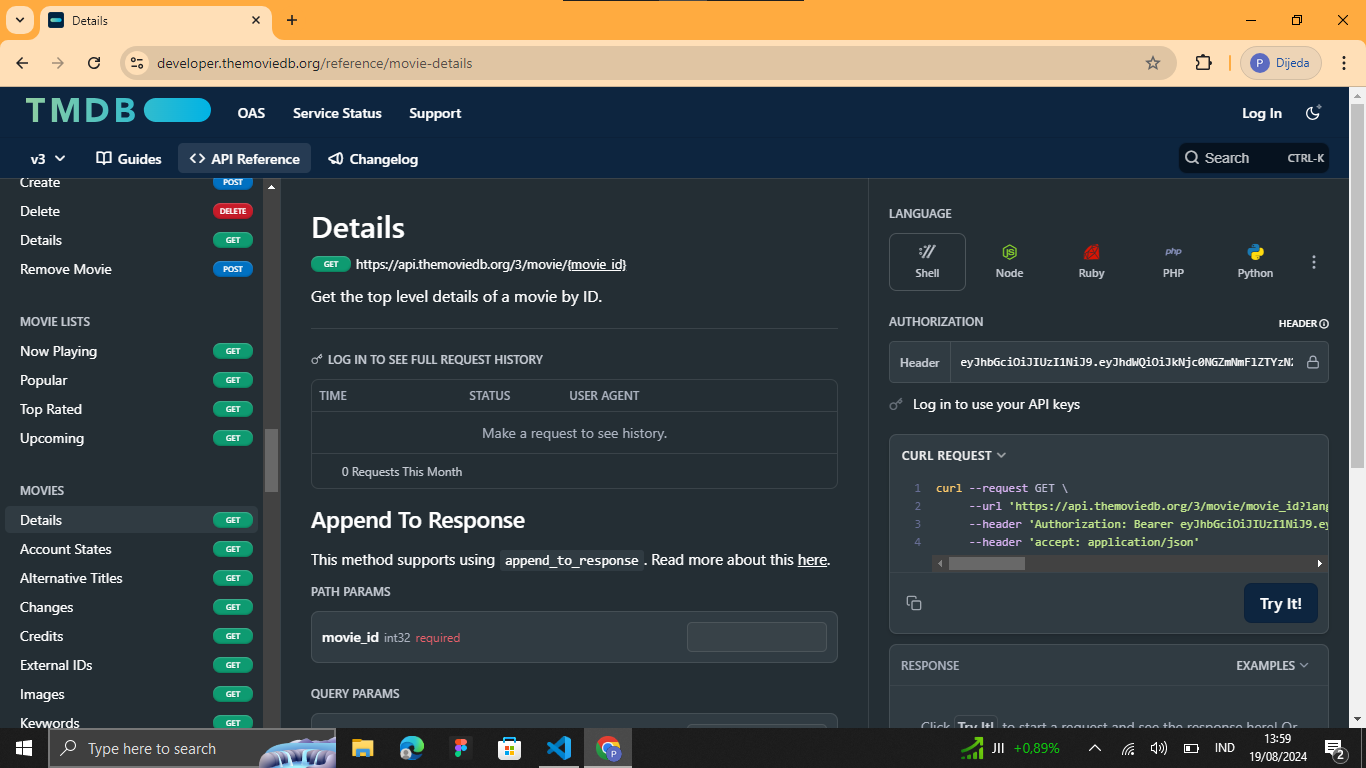 Details
developer.themoviedb.org/reference/movie-details
P Dijeda
TMDB
OAS
Service Status
Support
Log In
v3
Guides
API Reference
Changelog
Search
CTRL-K
Create POST
Delete DELETE
Details GET
Remove Movie POST
MOVIE LISTS
Now Playing GET
Popular GET
Top Rated GET
Upcoming GET
MOVIES
Details GET
Account States GET
Alternative Titles GET
Changes GET
Credits GET
External IDs GET
Images GET
Keywords GET
Details
GET https://api.themoviedb.org/3/movie/{movie_id}
Get the top level details of a movie by ID.
LOG IN TO SEE FULL REQUEST HISTORY
TIME STATUS USER AGENT
Make a request to see history.
0 Requests This Month
Append To Response
This method supports using append_to_response. Read more about this here.
PATH PARAMS
movie_id int32 required
QUERY PARAMS
LANGUAGE
Shell
Node
Ruby
php
PHP
Python
AUTHORIZATION
HEADER
Header
Log in to use your API keys
CURL REQUEST
1 curl --request GET \
2 --url 'https://api.themoviedb.org/3/movie/movie_id?lang
3 --header 'Authorization: Bearer eyJhbGciOiJIUzI1NiJ9.ey
4 --header 'accept: application/json'
Try It!
RESPONSE
EXAMPLES
Click Try It! to start a request and see the response here! Or
Type here to search
JII +0,89%
IND
13:59
19/08/2024
2